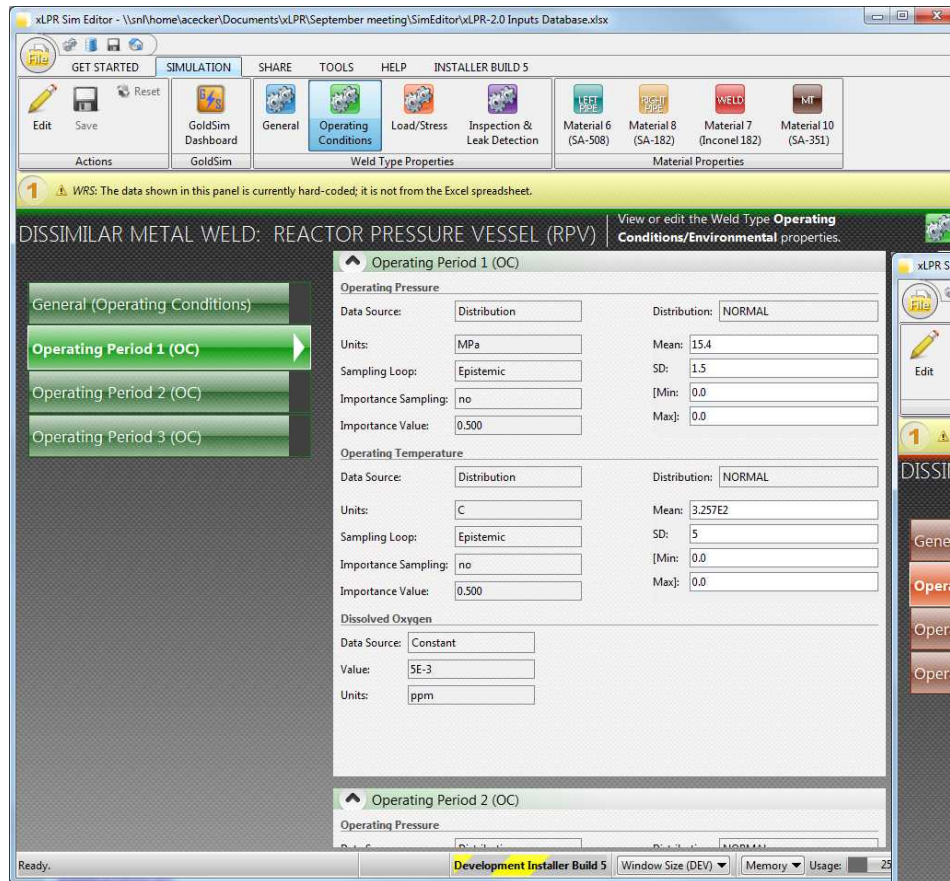 xLPR Sim Editor - \\snl\home\acecker\Documents\xLPR\September meeting\SimEditor\xLPR-2.0 Inputs Database.xlsx
File
GET STARTED SIMULATION SHARE TOOLS HELP INSTALLER BUILD 5
Edit Save Reset GoldSim Dashboard General Operating Conditions Load/Stress Inspection & Leak Detection LEFT PIPE Material 6 (SA-508) RIGHT PIPE Material 8 (SA-182) WELD Material 7 (Inconel 182) MT Material 10 (SA-351)
Actions GoldSim Weld Type Properties Material Properties
1 WRS: The data shown in this panel is currently hard-coded; it is not from the Excel spreadsheet.
DISSIMILAR METAL WELD: REACTOR PRESSURE VESSEL (RPV)
View or edit the Weld Type Operating
Conditions/Environmental properties.
General (Operating Conditions)
Operating Period 1 (OC)
Operating Period 2 (OC)
Operating Period 3 (OC)
Operating Period 1 (OC)
Operating Pressure
Data Source: Distribution Distribution: NORMAL
Units: MPa Mean: 15.4
Sampling Loop: Epistemic SD: 1.5
Importance Sampling: no [Min: 0.0
Importance Value: 0.500 Max]: 0.0
Operating Temperature
Data Source: Distribution Distribution: NORMAL
Units: C Mean: 3.257E2
Sampling Loop: Epistemic SD: 5
Importance Sampling: no [Min: 0.0
Importance Value: 0.500 Max]: 0.0
Dissolved Oxygen
Data Source: Constant
Value: 5E-3
Units: ppm
Operating Period 2 (OC)
Operating Pressure
Ready. Development Installer Build 5 Window Size (DEV) Memory Usage: 25
xLPR S
File
Edit
1
DISSI
Gene
Opera
Opera
Opera